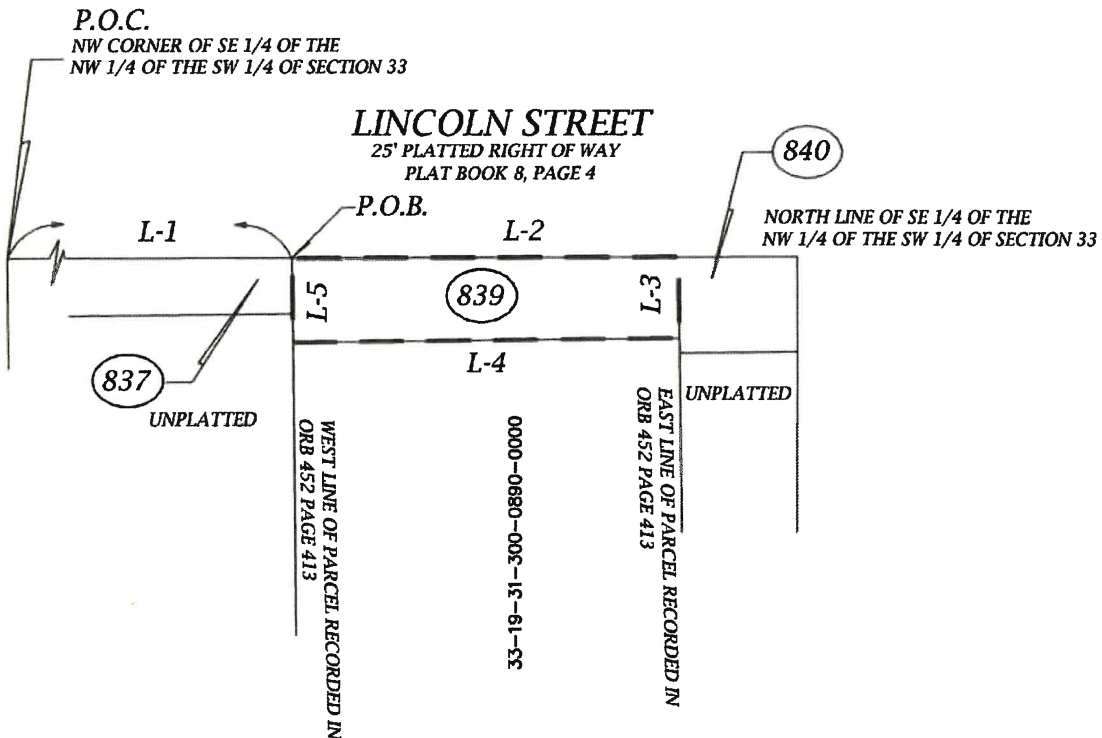 P.O.C.
NW CORNER OF SE 1/4 OF THE
NW 1/4 OF THE SW 1/4 OF SECTION 33
LINCOLN STREET
25' PLATTED RIGHT OF WAY
PLAT BOOK 8, PAGE 4
840
P.O.B.
L-1
L-2
NORTH LINE OF SE 1/4 OF THE
NW 1/4 OF THE SW 1/4 OF SECTION 33
L-5
839
L-3
L-4
837
UNPLATTED
UNPLATTED
WEST LINE OF PARCEL RECORDED IN
ORB 452 PAGE 413
33-19-31-300-0890-0000
EAST LINE OF PARCEL RECORDED IN
ORB 452 PAGE 413